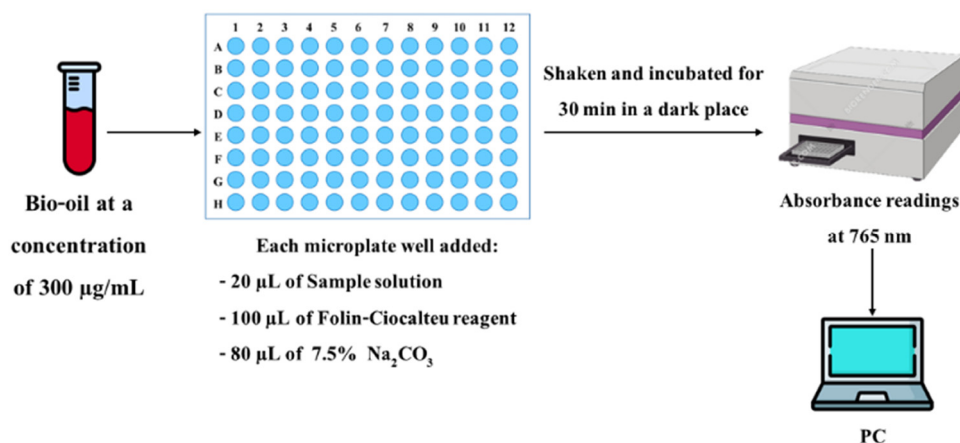 1 2 3 4 5 6 7 8 9 10 11 12
A
B
C
D
E
F
G
H
Bio-oil at a
concentration
of 300 µg/mL
Each microplate well added:
- 20 µL of Sample solution
- 100 µL of Folin-Ciocalteu reagent
- 80 µL of 7.5% Na₂CO₃
Shaken and incubated for
30 min in a dark place
Absorbance readings
at 765 nm
PC